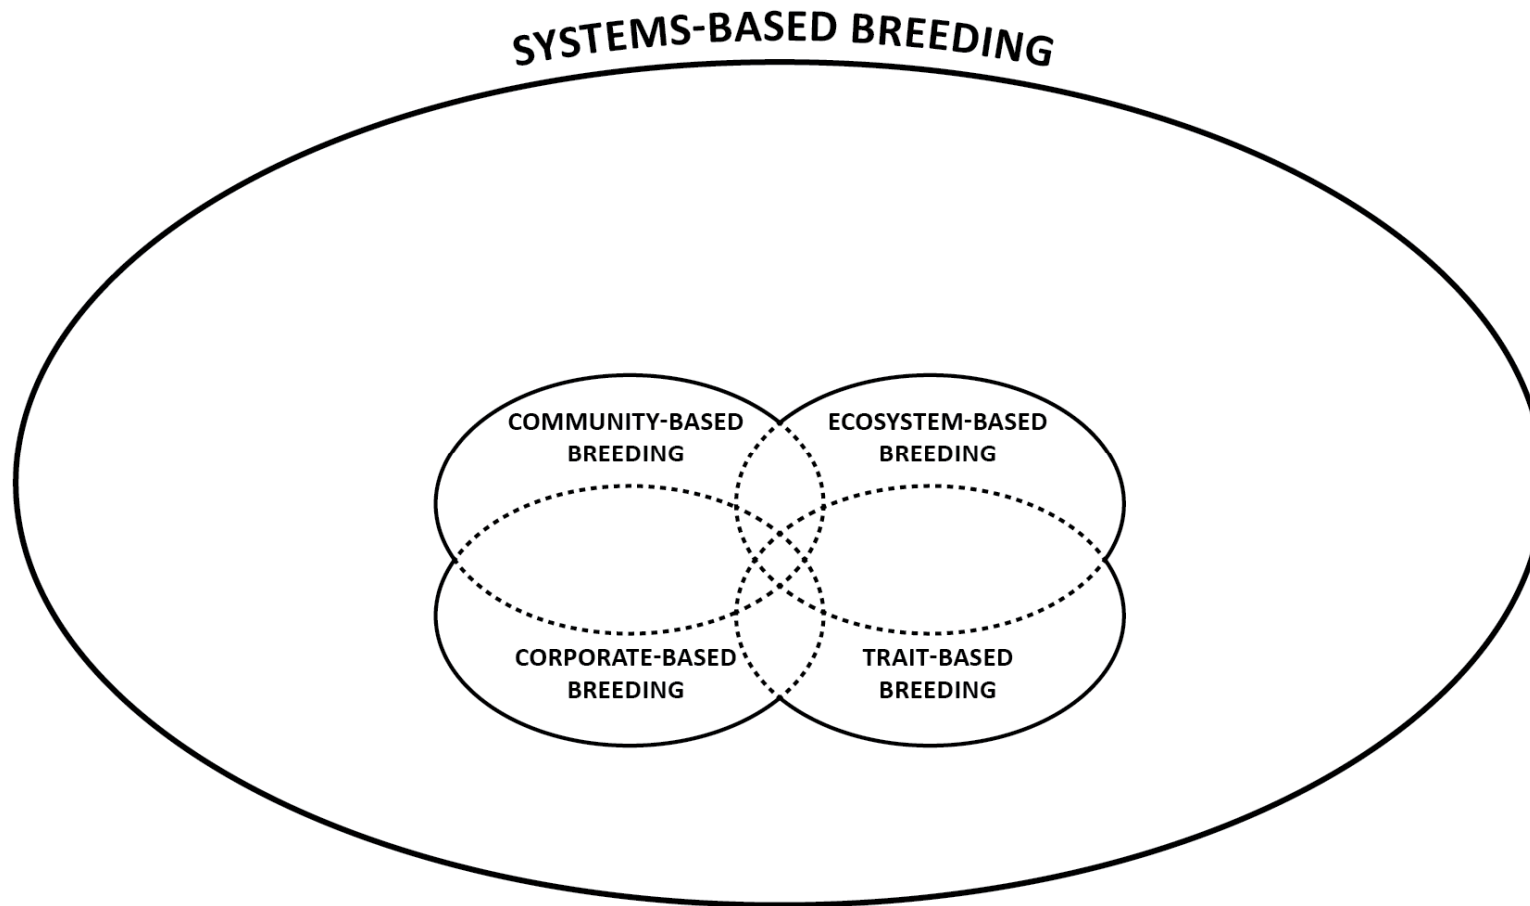 SYSTEMS-BASED BREEDING
COMMUNITY-BASED
BREEDING
ECOSYSTEM-BASED
BREEDING
CORPORATE-BASED
BREEDING
TRAIT-BASED
BREEDING